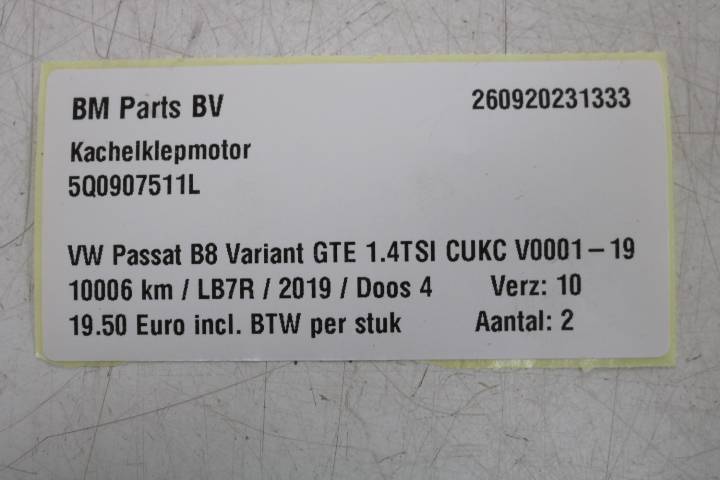 BM Parts BV 260920231333
Kachelklepmotor
5Q0907511L
VW Passat B8 Variant GTE 1.4TSI CUKC V0001-19
10006 km / LB7R / 2019 / Doos 4 Verz: 10
19.50 Euro incl. BTW per stuk Aantal: 2